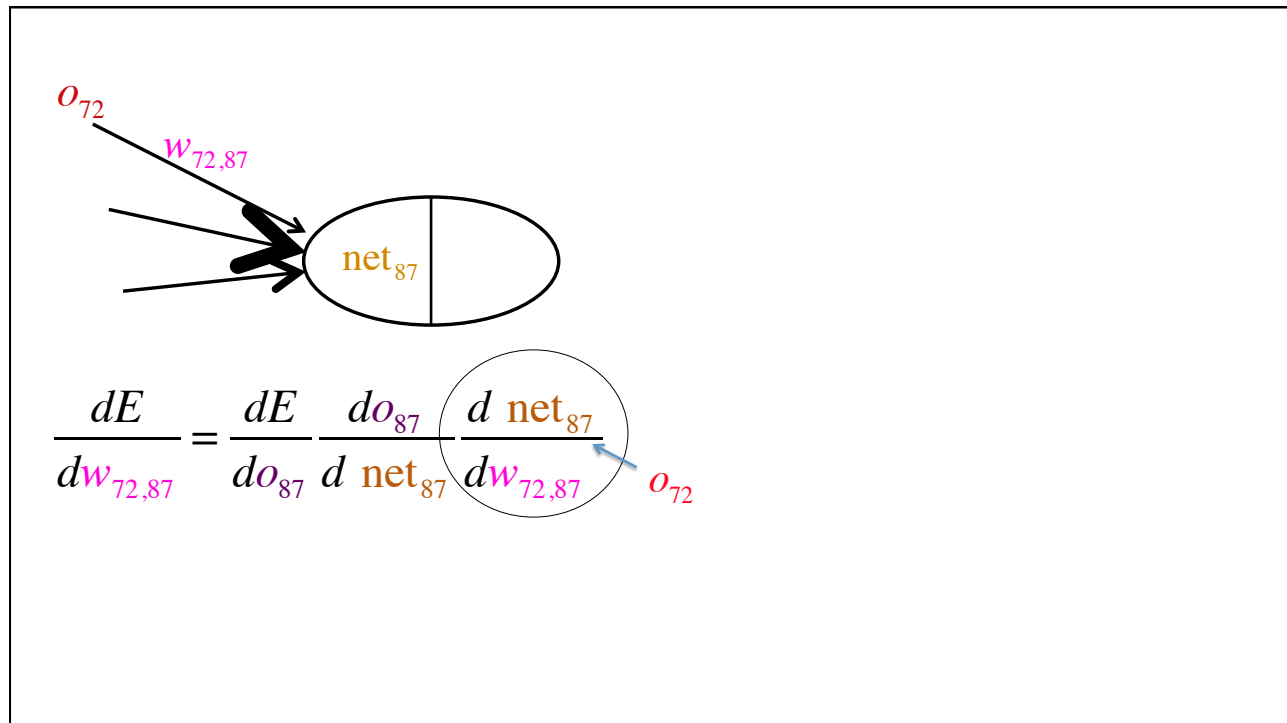 o72
w72,87
net87
dE/dw72,87 = dE/do87 do87/d net87 d net87/dw72,87
o72